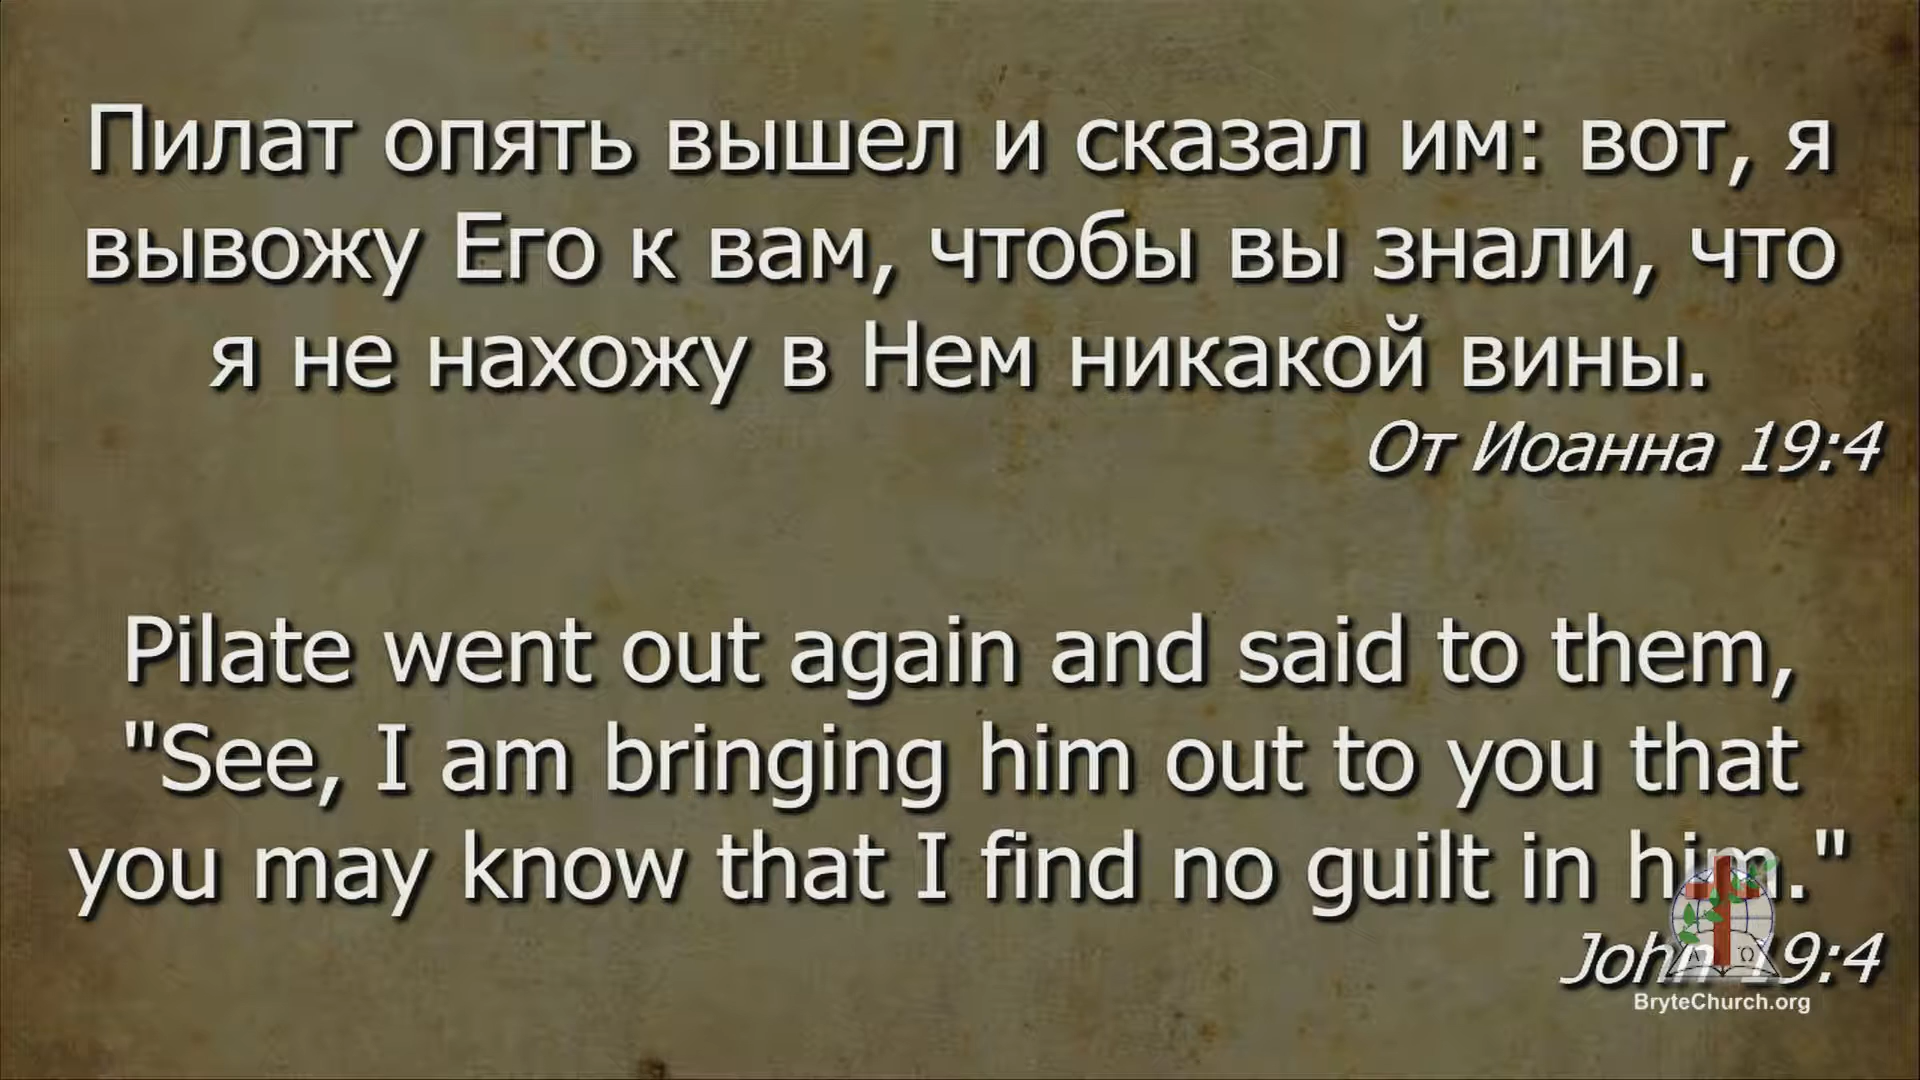 Пилат опять вышел и сказал им: вот, я
вывожу Его к вам, чтобы вы знали, что
я не нахожу в Нем никакой вины.
От Иоанна 19:4
Pilate went out again and said to them,
"See, I am bringing him out to you that
you may know that I find no guilt in him."
John 19:4
BryteChurch.org